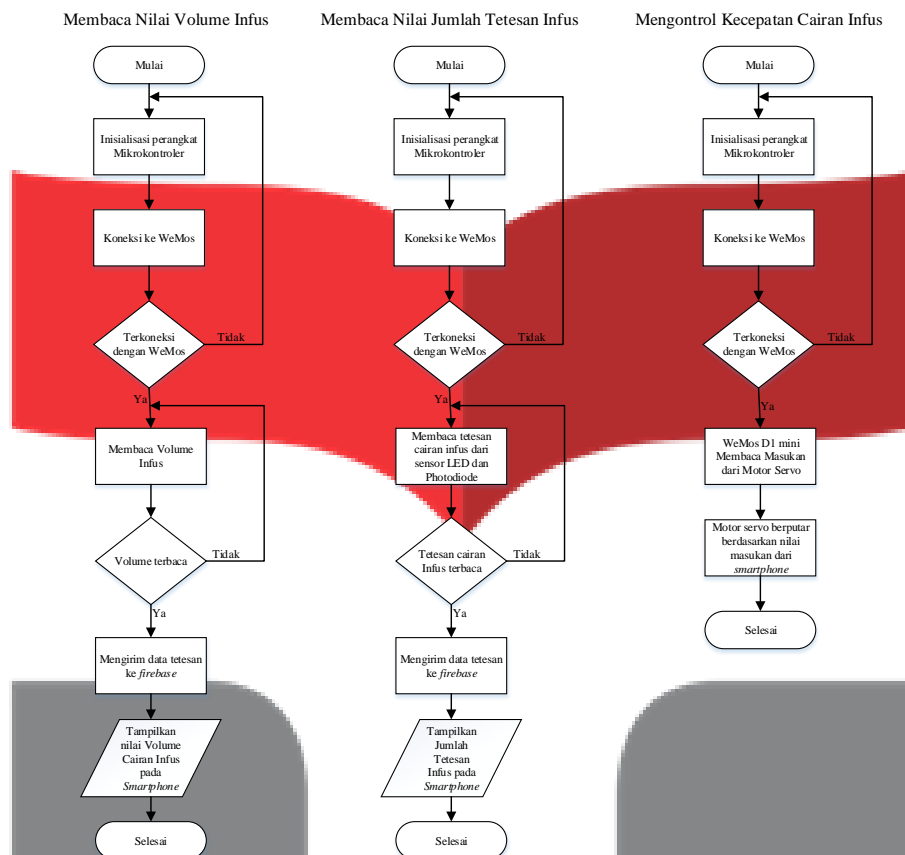 Membaca Nilai Volume Infus
Mulai
Inisialisasi perangkat
Mikrokontroler
Koneksi ke WeMos
Terkoneksi
dengan WeMos
Tidak
Ya
Membaca Volume
Infus
Volume terbaca
Tidak
Ya
Mengirim data tetesan
ke firebase
Tampilkan
nilai Volume
Cairan Infus
pada
Smartphone
Selesai
Membaca Nilai Jumlah Tetesan Infus
Mulai
Inisialisasi perangkat
Mikrokontroler
Koneksi ke WeMos
Terkoneksi
dengan WeMos
Tidak
Ya
Membaca tetesan
cairan infus dari
sensor LED dan
Photodiode
Tetesan cairan
Infus terbaca
Tidak
Ya
Mengirim data tetesan
ke firebase
Tampilkan
Jumlah
Tetesan
Infus pada
Smartphone
Selesai
Mengontrol Kecepatan Cairan Infus
Mulai
Inisialisasi perangkat
Mikrokontroler
Koneksi ke WeMos
Terkoneksi
dengan WeMos
Tidak
Ya
WeMos D1 mini
Membaca Masukan
dari Motor Servo
Motor servo berputar
berdasarkan nilai
masukan dari
smartphone
Selesai